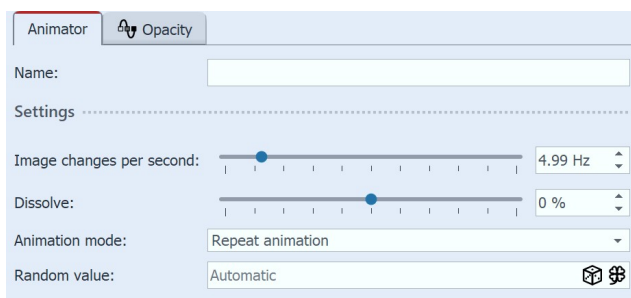 Animator Opacity
Name:
Settings
Image changes per second: 4.99 Hz
Dissolve: 0 %
Animation mode: Repeat animation
Random value: Automatic